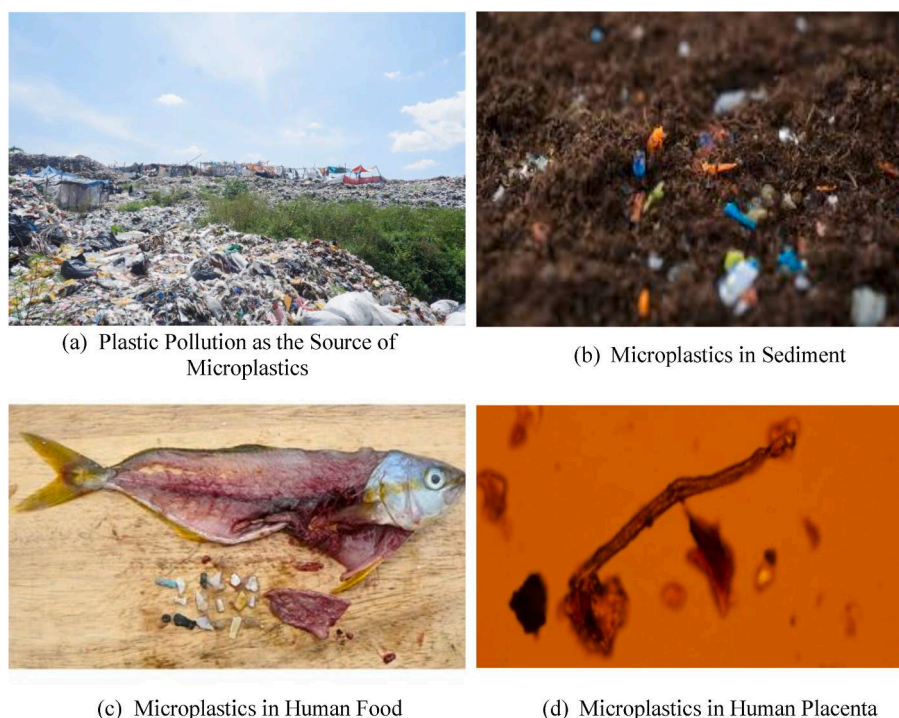 (a) Plastic Pollution as the Source of
Microplastics
(b) Microplastics in Sediment
(c) Microplastics in Human Food
(d) Microplastics in Human Placenta